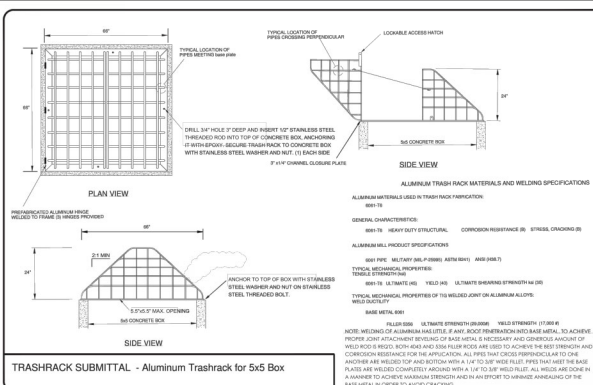 68"
TYPICAL LOCATION OF
PIPES MEETING base plate
TYPICAL LOCATION OF
PIPES CROSSING PERPENDICULAR
LOCKABLE ACCESS HATCH
24"
DRILL 3/4" HOLE 3" DEEP AND INSERT 1/2" STAINLESS STEEL
THREADED ROD INTO TOP OF CONCRETE BOX, ANCHORING
IT WITH EPOXY. SECURE TRASH RACK TO CONCRETE BOX
WITH STAINLESS STEEL WASHER AND NUT. (1) EACH SIDE
3" x1/4" CHANNEL CLOSURE PLATE
5x5 CONCRETE BOX
SIDE VIEW
PLAN VIEW
PREFABRICATED ALUMINUM HINGE
WELDED TO FRAME (3) HINGES PROVIDED
68"
2:1 MIN
24"
ANCHOR TO TOP OF BOX WITH STAINLESS
STEEL WASHER AND NUT ON STAINLESS
STEEL THREADED BOLT.
5.5"x5.5" MAX. OPENING
5x5 CONCRETE BOX
SIDE VIEW
ALUMINUM TRASH RACK MATERIALS AND WELDING SPECIFICATIONS
ALUMINUM MATERIALS USED IN TRASH RACK FABRICATION:
6061-T6
GENERAL CHARACTERISTICS:
6061-T6 HEAVY DUTY STRUCTURAL CORROSION RESISTANCE (B) STRESS, CRACKING (B)
ALUMINUM MILL PRODUCT SPECIFICATIONS
6061 PIPE MILITARY
TYPICAL MECHANICAL PROPERTIES:
TENSILE STRENGTH (ksi)
6061-T6 ULTIMATE (45) YIELD (40) ULTIMATE SHEARING STRENGTH ksi (30)
TYPICAL MECHANICAL PROPERTIES OF TIG WELDED JOINT ON ALUMINUM ALLOYS:
WELD DUCTILITY
BASE METAL 6061
FILLER 5356 ULTIMATE STRENGTH YIELD STRENGTH
NOTE: WELDING OF ALUMINUM HAS LITTLE, IF ANY, ROOT PENETRATION INTO BASE METAL. TO ACHIEVE
PROPER JOINT ATTACHMENT BEVELING OF BASE METAL IS NECESSARY AND GENEROUS AMOUNT OF
WELD ROD IS REQ'D. BOTH 4043 AND 5356 FILLER RODS ARE USED TO ACHIEVE THE BEST STRENGTH AND
CORROSION RESISTANCE FOR THE APPLICATION. ALL PIPES THAT CROSS PERPENDICULAR TO ONE
ANOTHER ARE WELDED TOP AND BOTTOM WITH A 1/4" TO 3/8" WIDE FILLET. PIPES THAT MEET THE BASE
PLATES ARE WELDED COMPLETELY AROUND WITH A 1/4" TO 3/8" WELD FILLET. ALL WELDS ARE DONE IN
A MANNER TO ACHIEVE MAXIMUM STRENGTH AND IN AN EFFORT TO MINIMIZE ANNEALING OF THE
BASE METAL IN ORDER TO AVOID CRACKING.
TRASHRACK SUBMITTAL - Aluminum Trashrack for 5x5 Box